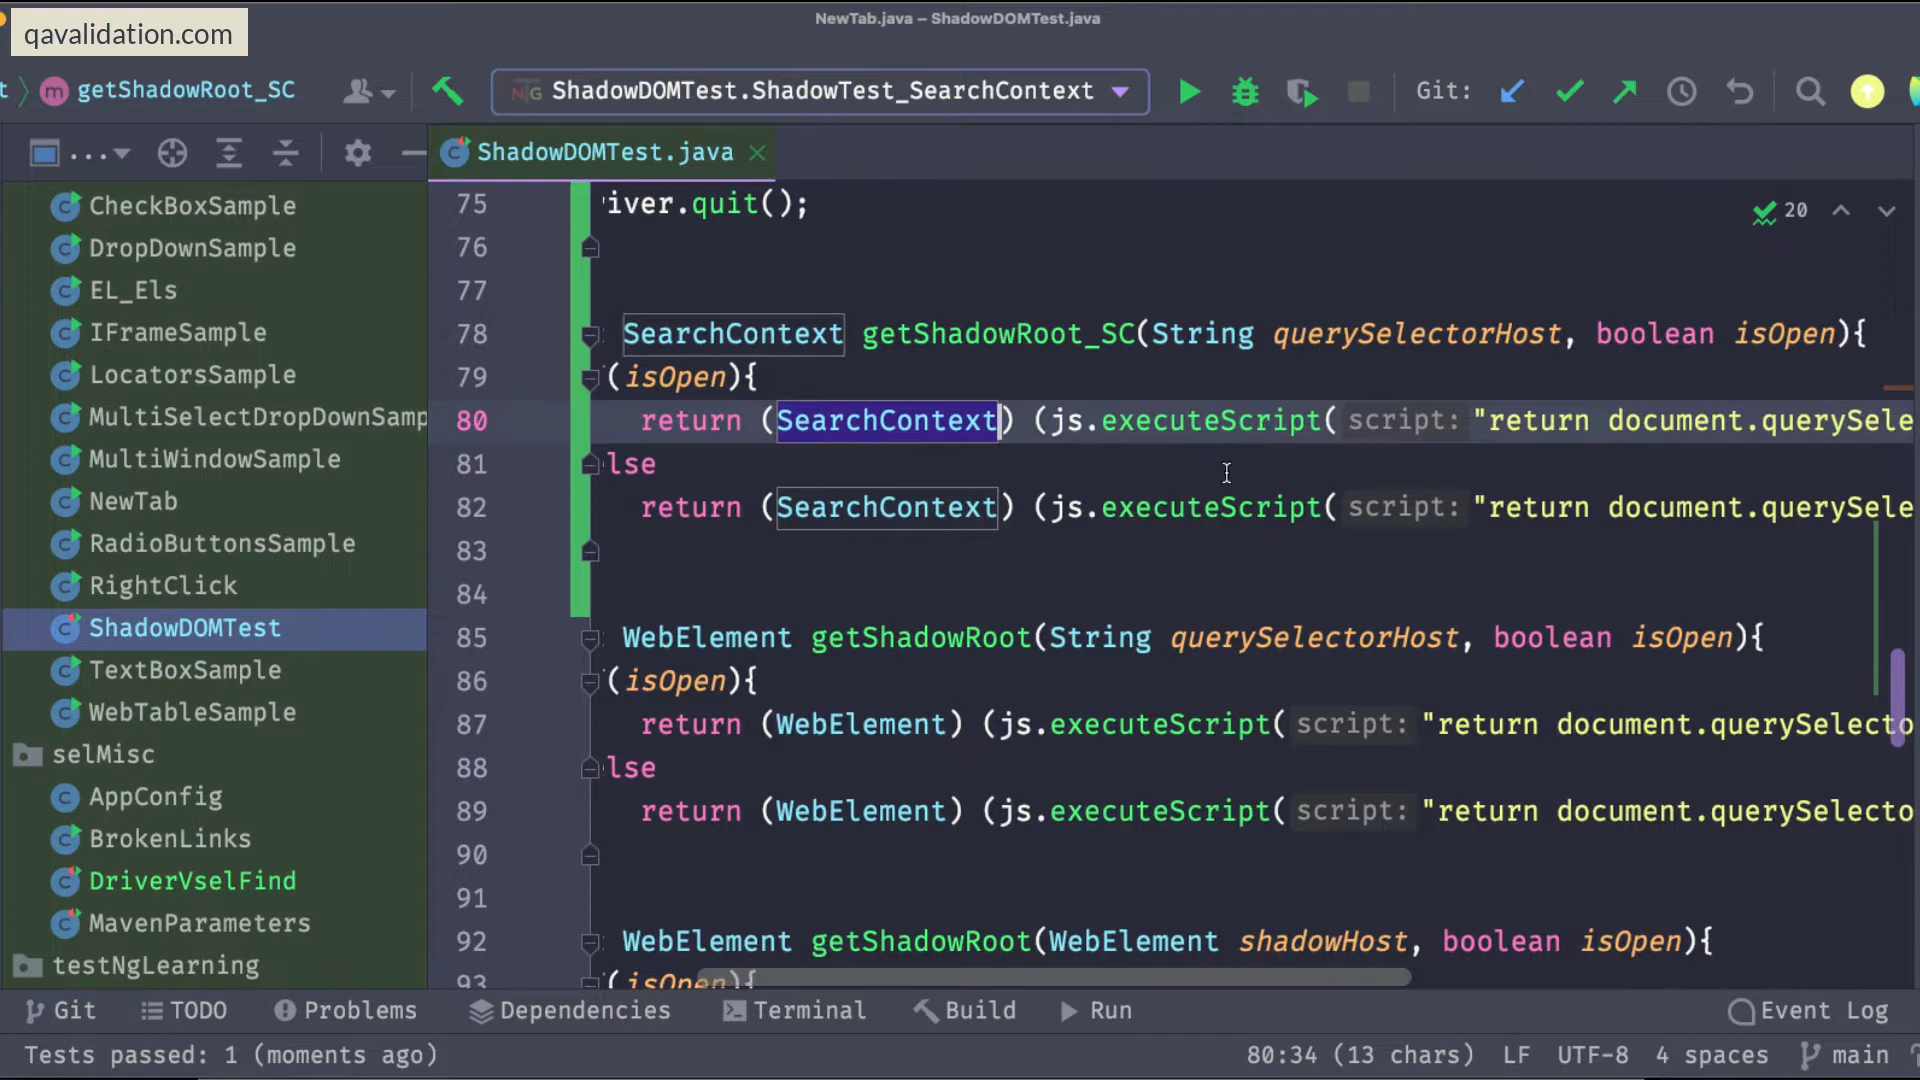 NewTab.java – ShadowDOMTest.java
qavalidation.com
t
m getShadowRoot_SC
NG ShadowDOMTest.ShadowTest_SearchContext
Git:
...
ShadowDOMTest.java
CheckBoxSample
DropDownSample
EL_Els
IFrameSample
LocatorsSample
MultiSelectDropDownSamp
MultiWindowSample
NewTab
RadioButtonsSample
RightClick
ShadowDOMTest
TextBoxSample
WebTableSample
selMisc
AppConfig
BrokenLinks
DriverVselFind
MavenParameters
testNgLearning
20
75 iver.quit();
76
77
78 SearchContext getShadowRoot_SC(String querySelectorHost, boolean isOpen){
79 (isOpen){
80 return (SearchContext) (js.executeScript( script: "return document.querySele
81 lse
82 return (SearchContext) (js.executeScript( script: "return document.querySele
83
84
85 WebElement getShadowRoot(String querySelectorHost, boolean isOpen){
86 (isOpen){
87 return (WebElement) (js.executeScript( script: "return document.querySelecto
88 lse
89 return (WebElement) (js.executeScript( script: "return document.querySelecto
90
91
92 WebElement getShadowRoot(WebElement shadowHost, boolean isOpen){
93 (isOpen){
Git TODO Problems Dependencies Terminal Build Run Event Log
Tests passed: 1 (moments ago) 80:34 (13 chars) LF UTF-8 4 spaces main